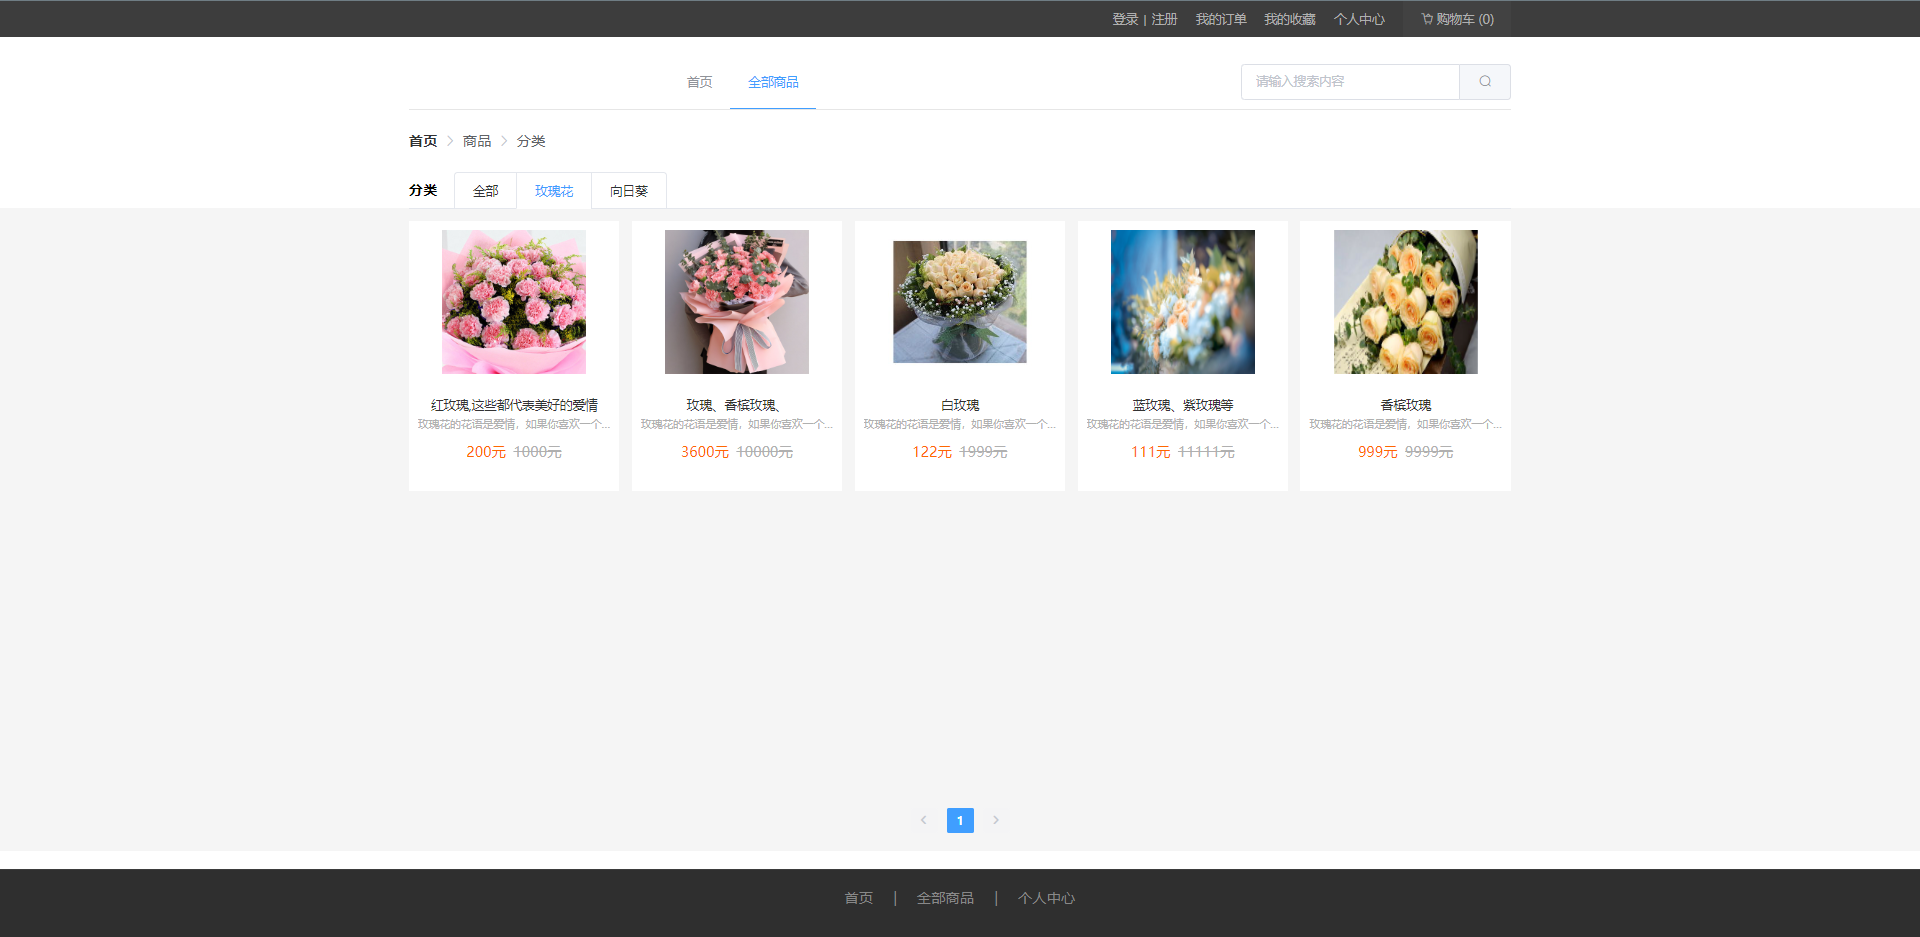 登录 | 注册 我的订单 我的收藏 个人中心 购物车 (0)
首页 全部商品 请输入搜索内容
首页 商品 分类
分类 全部 玫瑰花 向日葵
红玫瑰,这些都代表美好的爱情
玫瑰花的花语是爱情，如果你喜欢一个...
200元 1000元
玫瑰、香槟玫瑰、
玫瑰花的花语是爱情，如果你喜欢一个...
3600元 10000元
白玫瑰
玫瑰花的花语是爱情，如果你喜欢一个...
122元 1999元
蓝玫瑰、紫玫瑰等
玫瑰花的花语是爱情，如果你喜欢一个...
111元 11111元
香槟玫瑰
玫瑰花的花语是爱情，如果你喜欢一个...
999元 9999元
1
首页 | 全部商品 | 个人中心